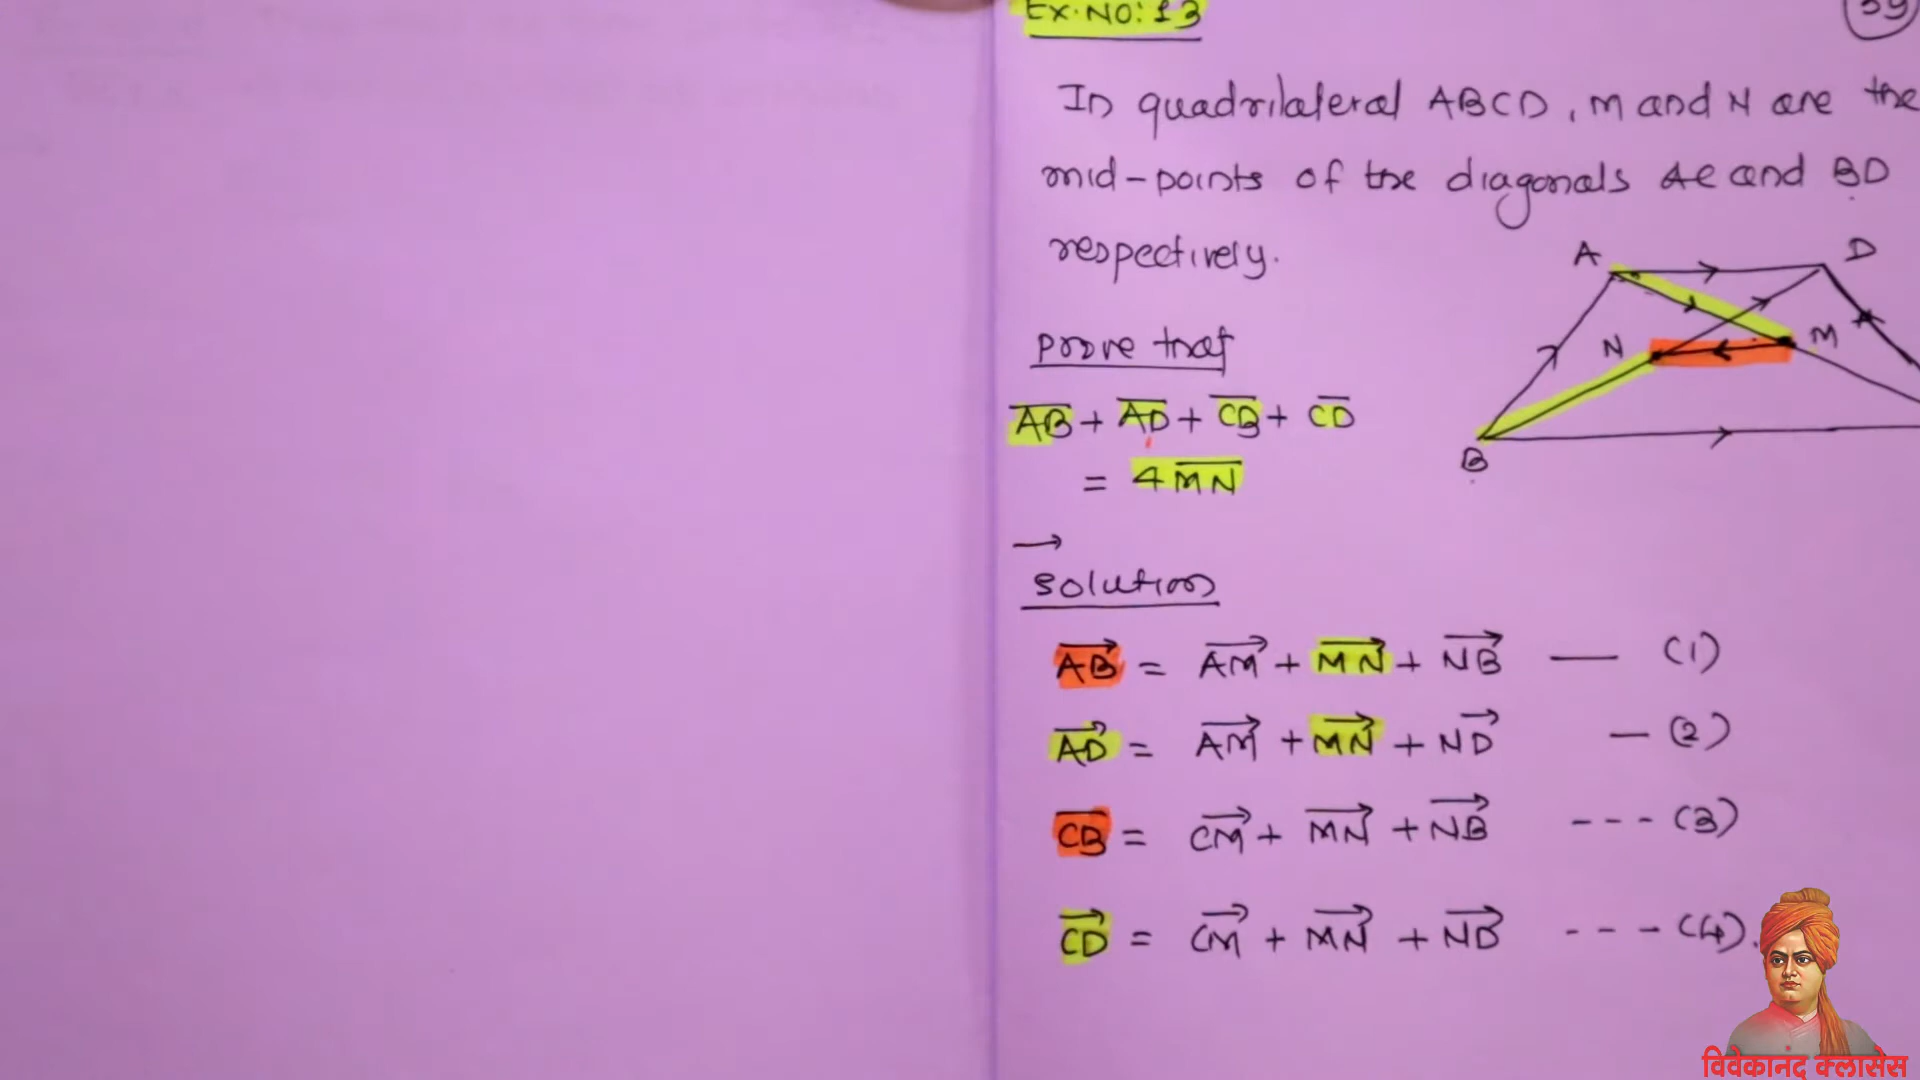 EX.NO: 13
39
In quadrilateral ABCD, M and N are the
mid-points of the diagonals AC and BD
respectively.
A
D
N
M
B
Prove that
AB + AD + CB + CD
= 4 MN
→
Solution
AB = AM + MN + NB — (1)
AD = AM + MN + ND — (2)
CB = CM + MN + NB --- (3)
CD = CM + MN + ND --- (4).
विवेकानंद क्लासेस